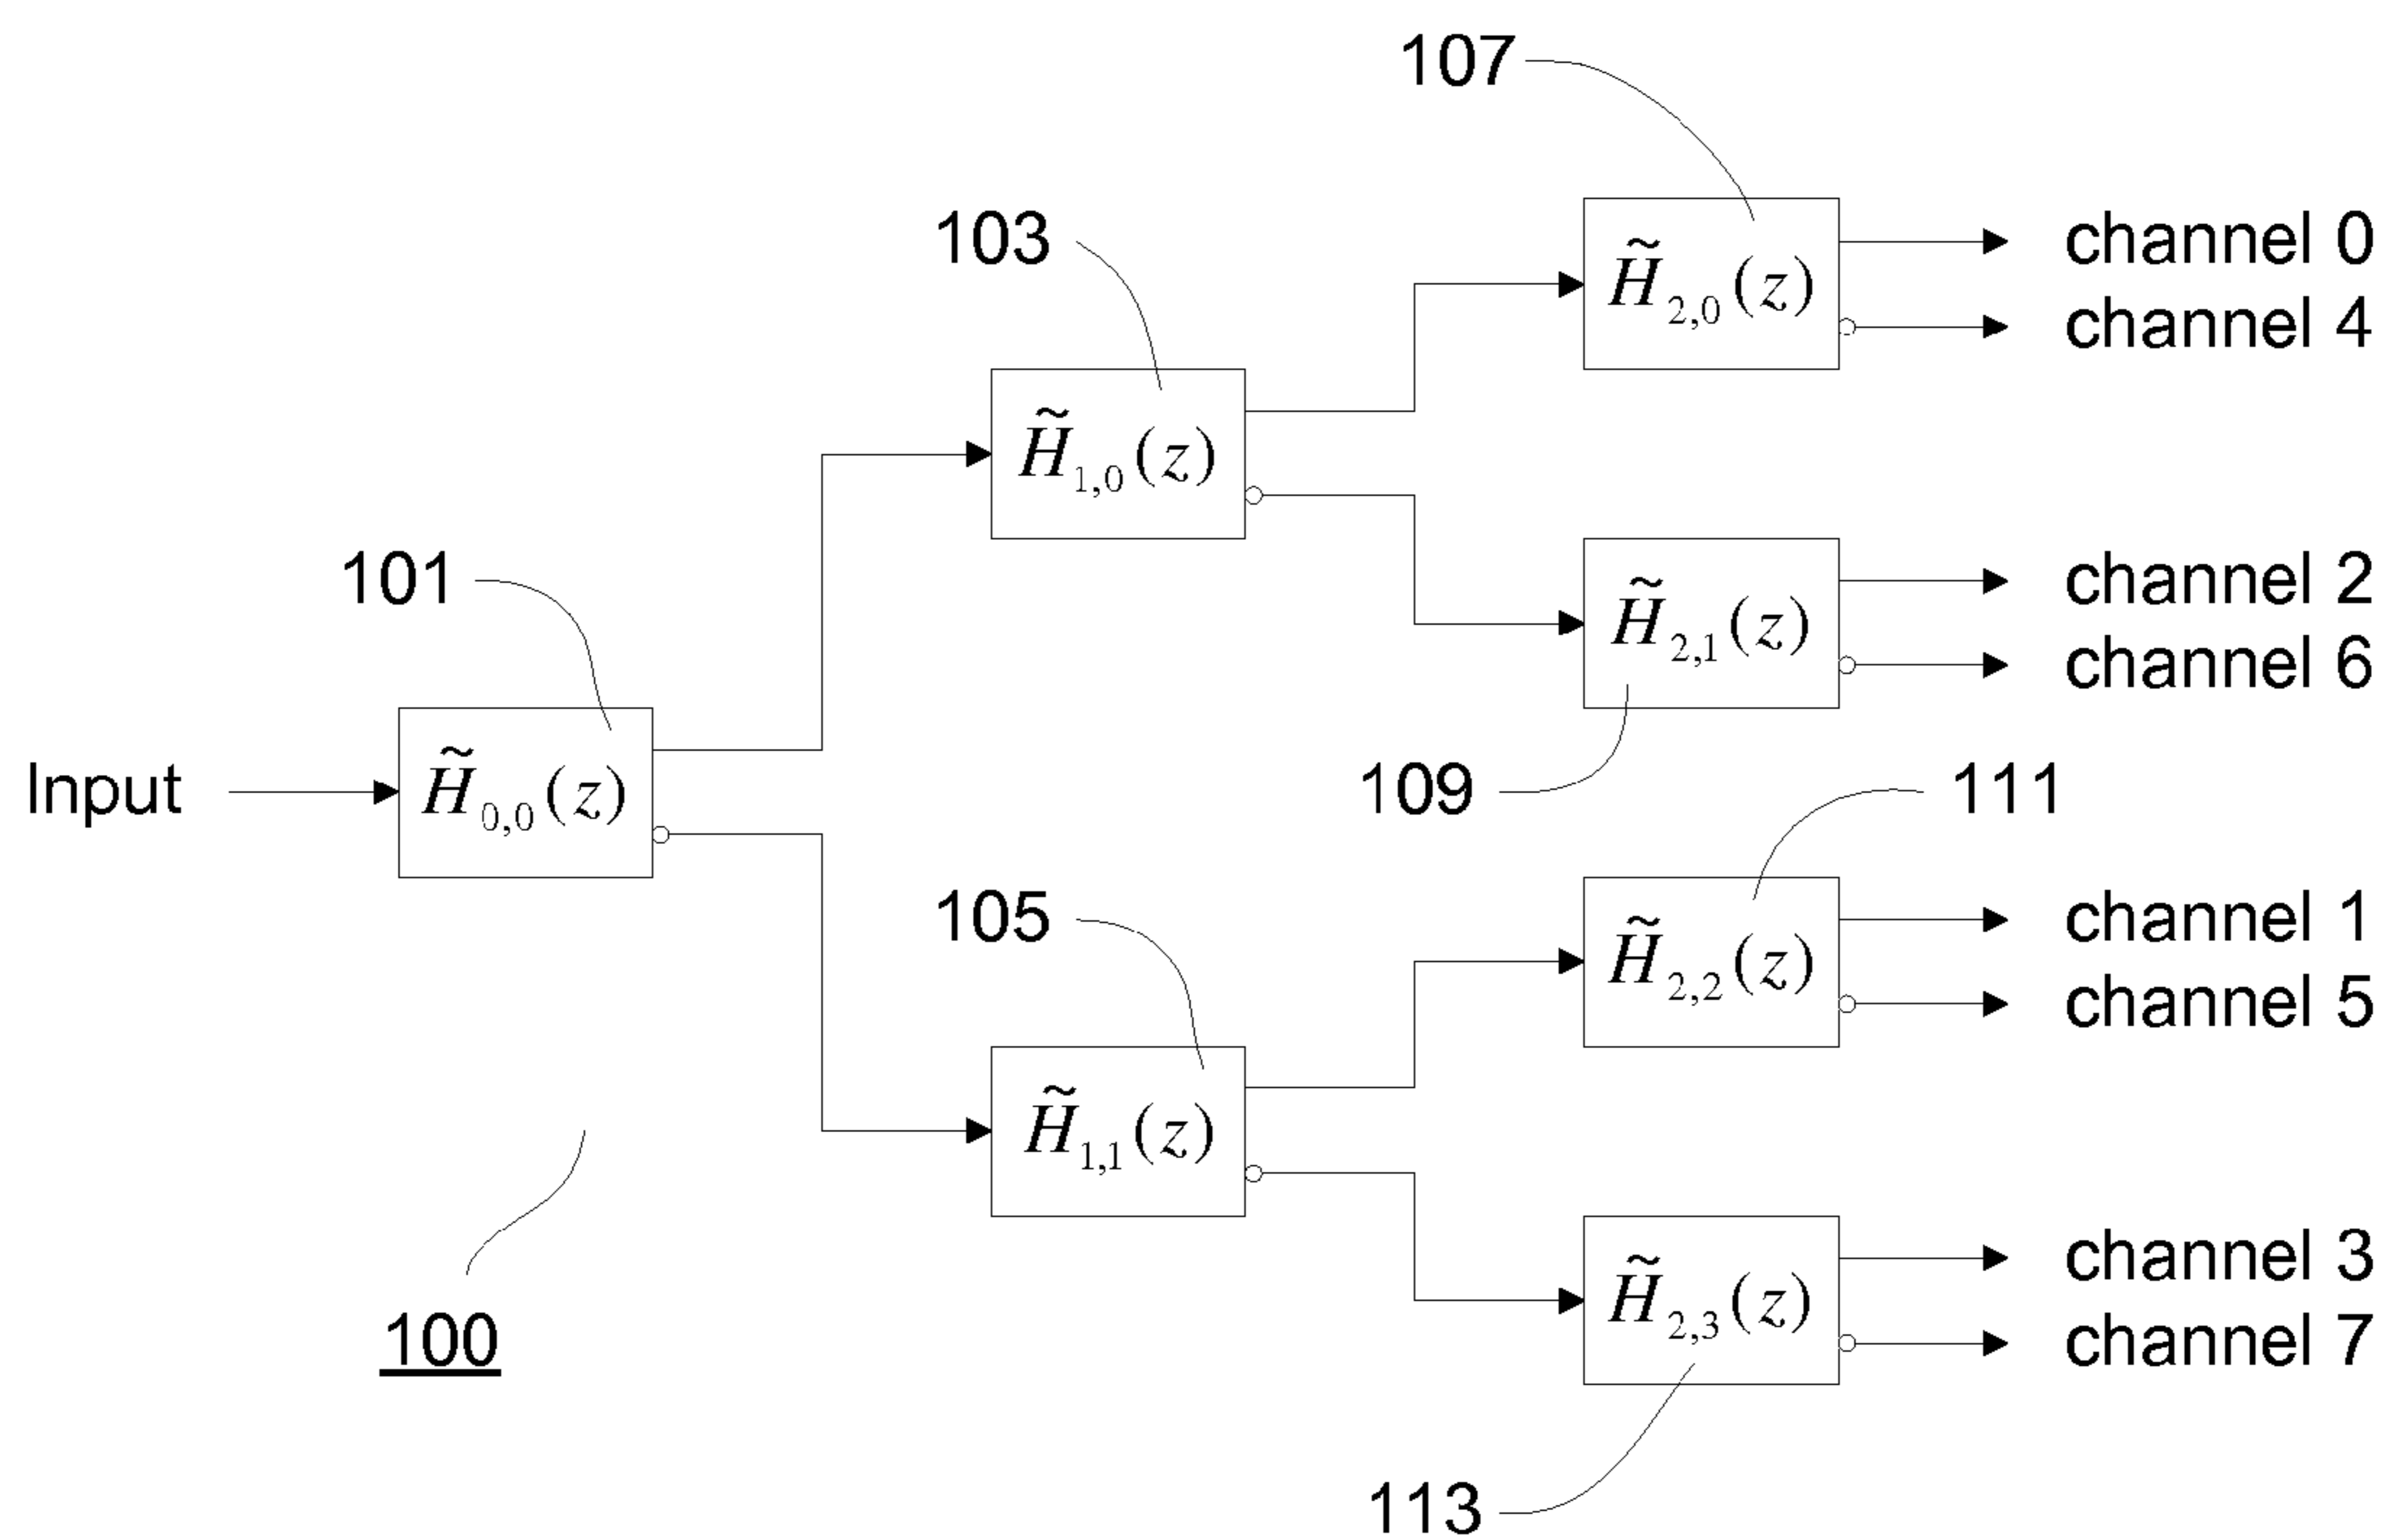 107
H̃2,0(z)
channel 0
channel 4
103
H̃1,0(z)
101
H̃2,1(z)
channel 2
channel 6
Input
H̃0,0(z)
109
111
105
H̃2,2(z)
channel 1
channel 5
H̃1,1(z)
100
H̃2,3(z)
channel 3
channel 7
113